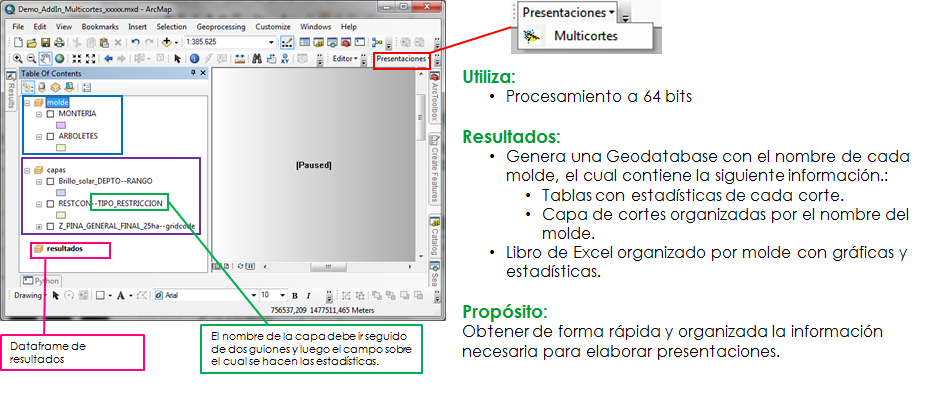 Demo_AddIn_Multicortes_xxxxx.mxd - ArcMap
File Edit View Bookmarks Insert Selection Geoprocessing Customize Windows Help
1:385.625
Editor
Presentaciones
Table Of Contents
Results
molde
MONTERIA
ARBOLETES
capas
Brillo_solar_DEPTO--RANGO
RESTCON--TIPO_RESTRICCION
Z_PINA_GENERAL_FINAL_25ha--gridcode
resultados
Python
[Paused]
ArcToolbox
Create Features
Catalog
Sea
Drawing
A
Arial
10
B I
756537,209 1477511,465 Meters
Dataframe de
resultados
El nombre de la capa debe ir seguido
de dos guiones y luego el campo sobre
el cual se hacen las estadísticas.
Presentaciones
Multicortes
Utiliza:
• Procesamiento a 64 bits
Resultados:
• Genera una Geodatabase con el nombre de cada
molde, el cual contiene la siguiente información.:
• Tablas con estadísticas de cada corte.
• Capa de cortes organizadas por el nombre del
molde.
• Libro de Excel organizado por molde con gráficas y
estadísticas.
Propósito:
Obtener de forma rápida y organizada la información
necesaria para elaborar presentaciones.